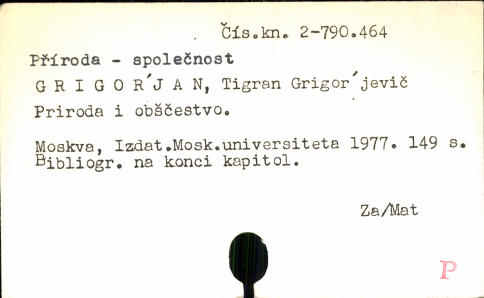 Čís.kn. 2-790.464
Příroda - společnost
G R I G O R´J A N, Tigran Grigor´jevič
Priroda i obščestvo.
Moskva, Izdat.Mosk.universiteta 1977. 149 s.
Bibliogr. na konci kapitol.
Za/Mat
P